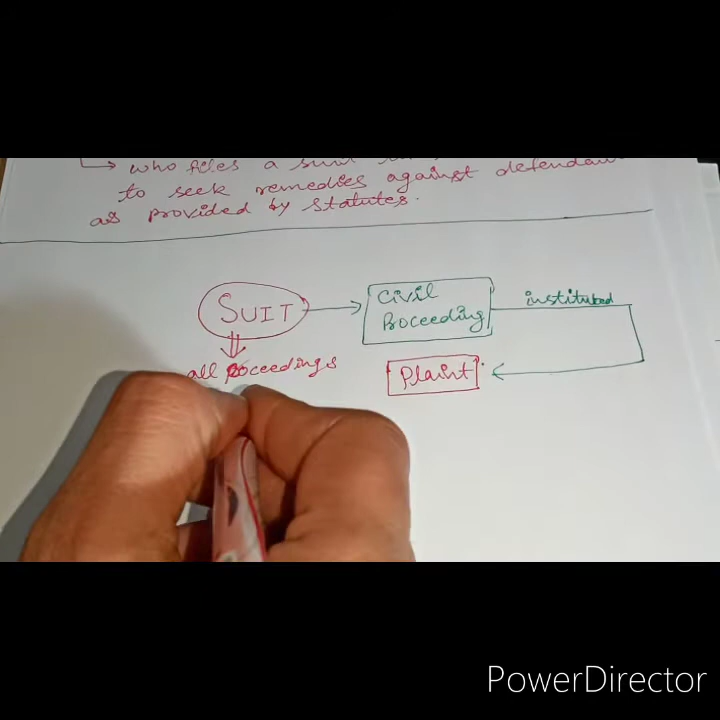 who files a suit
to seek remedies against defendant
as provided by statutes.
SUIT
Civil
Proceeding
instituted
all Proceedings
Plaint
PowerDirector